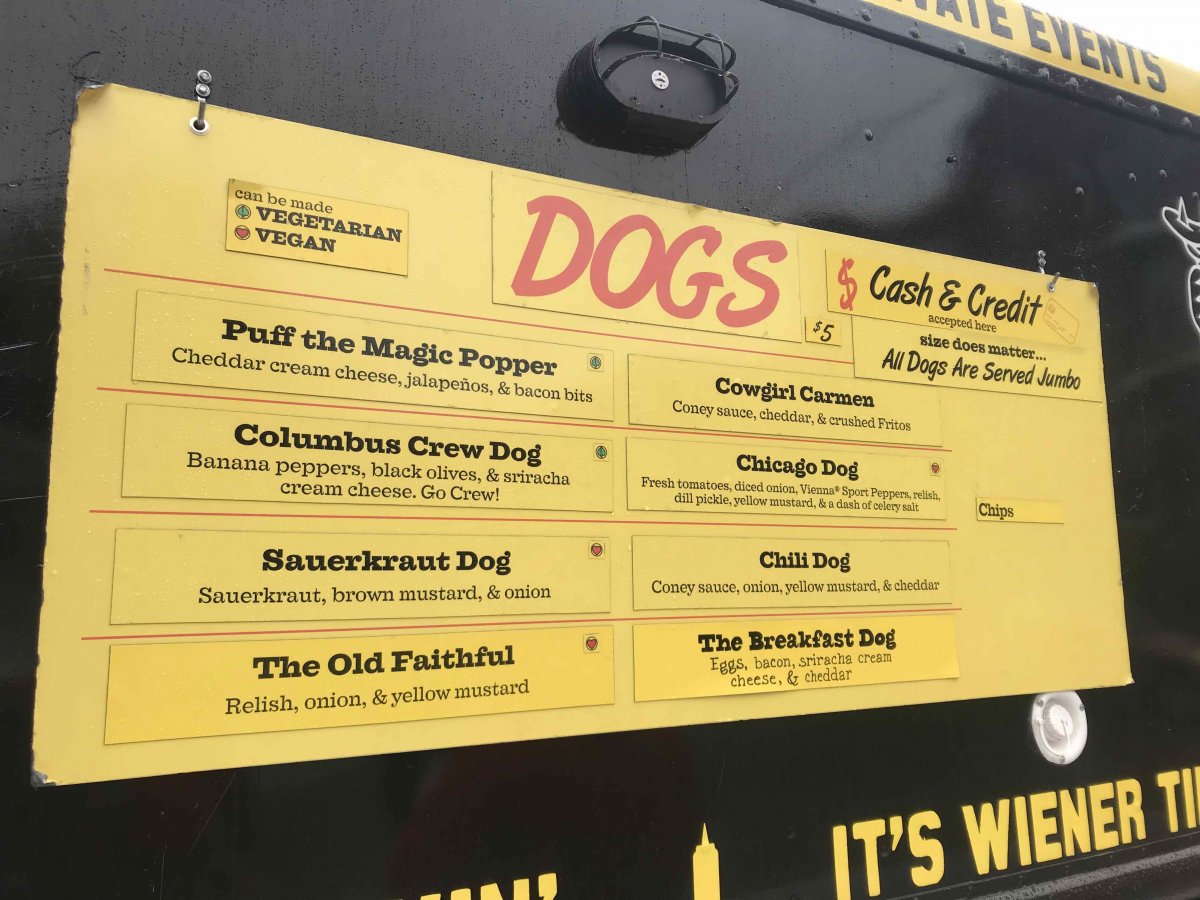 EVENTS
can be made
VEGETARIAN
VEGAN
DOGS
$5
$ Cash & Credit
accepted here
size does matter...
All Dogs Are Served Jumbo
Puff the Magic Popper
Cheddar cream cheese, jalapeños, & bacon bits
Cowgirl Carmen
Coney sauce, cheddar, & crushed Fritos
Columbus Crew Dog
Banana peppers, black olives, & sriracha
cream cheese. Go Crew!
Chicago Dog
Fresh tomatoes, diced onion, Vienna® Sport Peppers, relish,
dill pickle, yellow mustard, & a dash of celery salt
Chips
Sauerkraut Dog
Sauerkraut, brown mustard, & onion
Chili Dog
Coney sauce, onion, yellow mustard, & cheddar
The Old Faithful
Relish, onion, & yellow mustard
The Breakfast Dog
Eggs, bacon, sriracha cream
cheese, & cheddar
IT'S WIENER